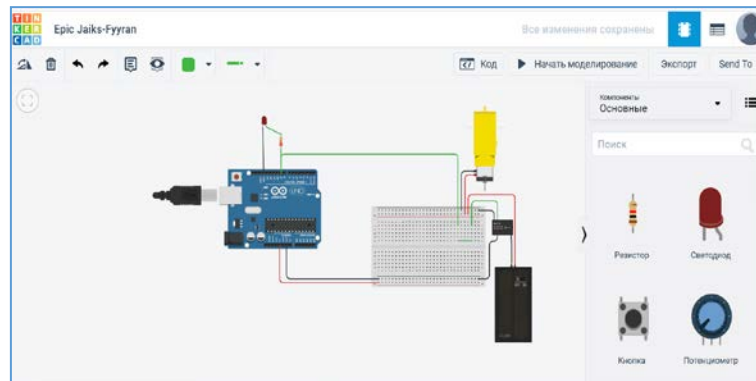 TIN
KER
CAD
Epic Jaiks-Fyyran
Все изменения сохранены
Код
Начать моделирование
Экспорт
Send To
Компоненты
Основные
Поиск
Резистор
Светодиод
Кнопка
Потенциометр
UNO